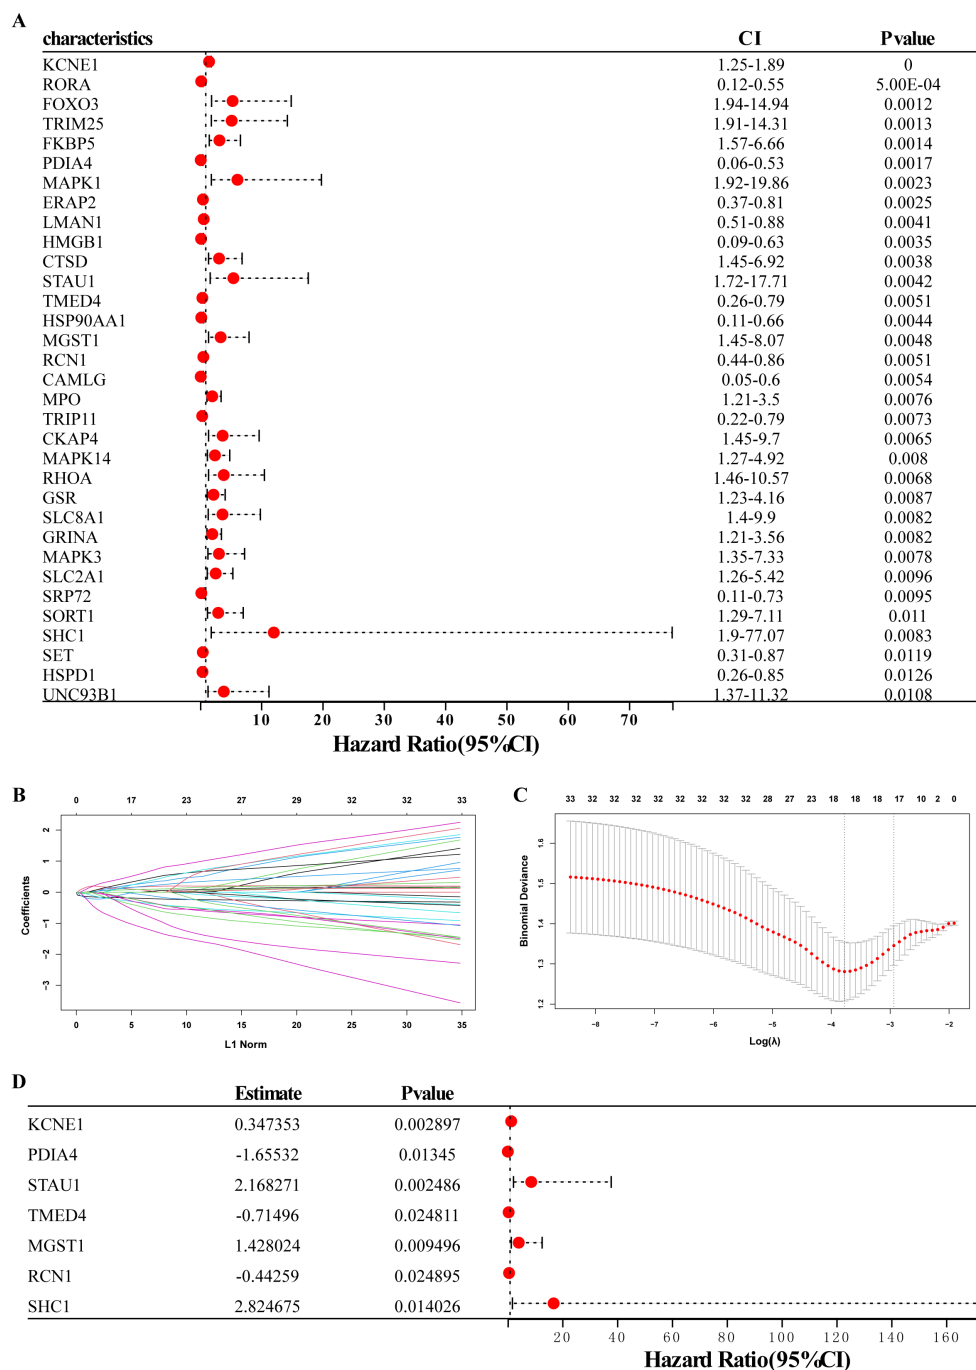 A
characteristics CI Pvalue
KCNE1 1.25-1.89 0
RORA 0.12-0.55 5.00E-04
FOXO3 1.94-14.94 0.0012
TRIM25 1.91-14.31 0.0013
FKBP5 1.57-6.66 0.0014
PDIA4 0.06-0.53 0.0017
MAPK1 1.92-19.86 0.0023
ERAP2 0.37-0.81 0.0025
LMAN1 0.51-0.88 0.0041
HMGB1 0.09-0.63 0.0035
CTSD 1.45-6.92 0.0038
STAU1 1.72-17.71 0.0042
TMED4 0.26-0.79 0.0051
HSP90AA1 0.11-0.66 0.0044
MGST1 1.45-8.07 0.0048
RCN1 0.44-0.86 0.0051
CAMLG 0.05-0.6 0.0054
MPO 1.21-3.5 0.0076
TRIP11 0.22-0.79 0.0073
CKAP4 1.45-9.7 0.0065
MAPK14 1.27-4.92 0.008
RHOA 1.46-10.57 0.0068
GSR 1.23-4.16 0.0087
SLC8A1 1.4-9.9 0.0082
GRINA 1.21-3.56 0.0082
MAPK3 1.35-7.33 0.0078
SLC2A1 1.26-5.42 0.0096
SRP72 0.11-0.73 0.0095
SORT1 1.29-7.11 0.011
SHC1 1.9-77.07 0.0083
SET 0.31-0.87 0.0119
HSPD1 0.26-0.85 0.0126
UNC93B1 1.37-11.32 0.0108
10 20 30 40 50 60 70
Hazard Ratio(95%CI)
B
0 17 23 27 29 32 32 33
2
1
0
−1
−2
−3
Coefficients
0 5 10 15 20 25 30 35
L1 Norm
C
33 32 32 32 32 32 32 32 32 28 27 23 18 18 18 17 10 2 0
1.6
1.5
1.4
1.3
1.2
Binomial Deviance
−8 −7 −6 −5 −4 −3 −2
Log(λ)
D
Estimate Pvalue
KCNE1 0.347353 0.002897
PDIA4 -1.65532 0.01345
STAU1 2.168271 0.002486
TMED4 -0.71496 0.024811
MGST1 1.428024 0.009496
RCN1 -0.44259 0.024895
SHC1 2.824675 0.014026
20 40 60 80 100 120 140 160
Hazard Ratio(95%CI)